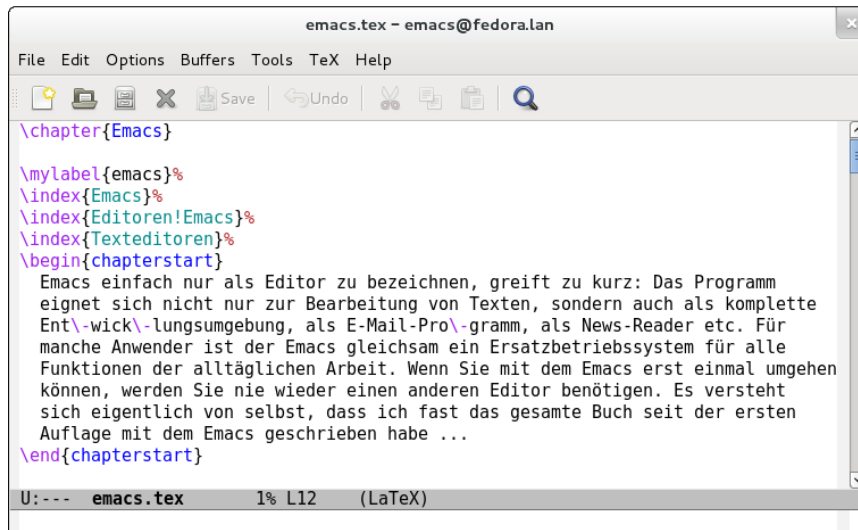 emacs.tex – emacs@fedora.lan
File Edit Options Buffers Tools TeX Help
Save Undo
\chapter{Emacs}
\mylabel{emacs}%
\index{Emacs}%
\index{Editoren!Emacs}%
\index{Texteditoren}%
\begin{chapterstart}
Emacs einfach nur als Editor zu bezeichnen, greift zu kurz: Das Programm
eignet sich nicht nur zur Bearbeitung von Texten, sondern auch als komplette
Ent\-wick\-lungsumgebung, als E-Mail-Pro\-gramm, als News-Reader etc. Für
manche Anwender ist der Emacs gleichsam ein Ersatzbetriebssystem für alle
Funktionen der alltäglichen Arbeit. Wenn Sie mit dem Emacs erst einmal umgehen
können, werden Sie nie wieder einen anderen Editor benötigen. Es versteht
sich eigentlich von selbst, dass ich fast das gesamte Buch seit der ersten
Auflage mit dem Emacs geschrieben habe ...
\end{chapterstart}
U:--- emacs.tex 1% L12 (LaTeX)